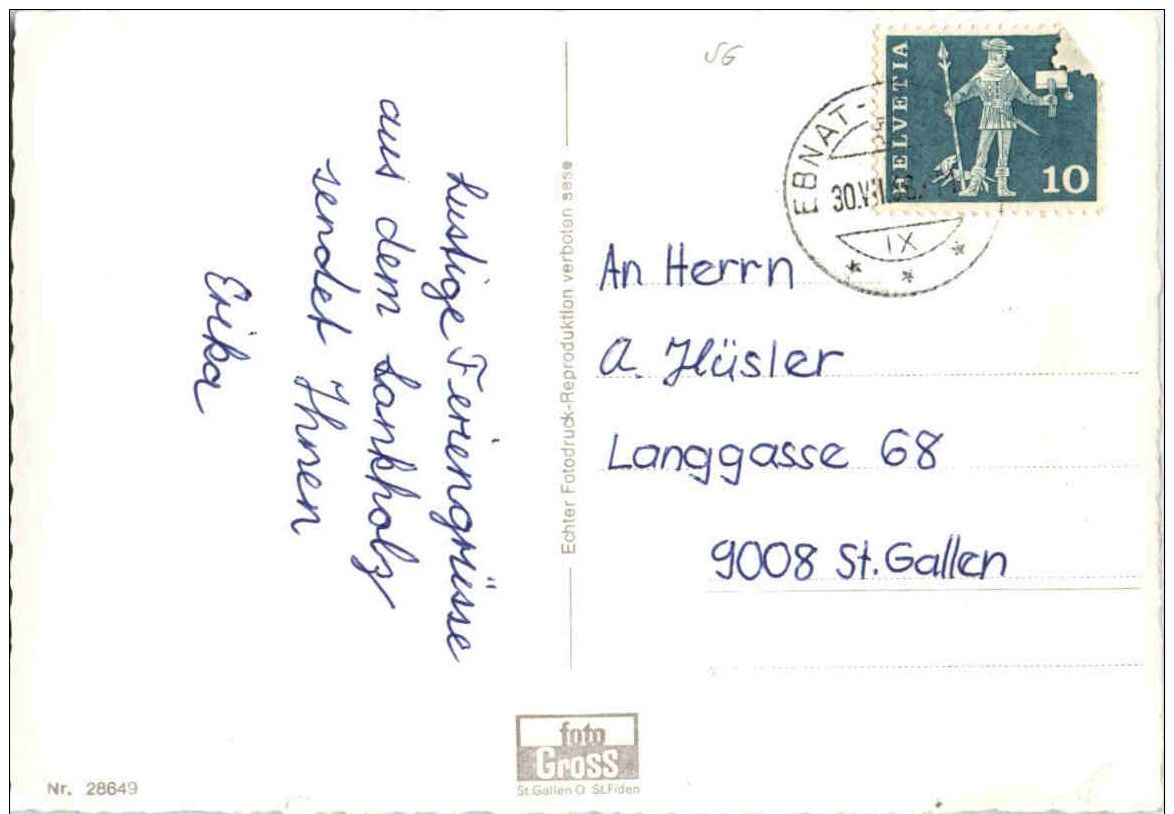 SG
HELVETIA
10
EBNAT-
30.VII.
IX
Lustige Feriengrüsse
aus dem Lankholz
sendet Ihnen
Erika
Echter Fotodruck-Reproduktion verboten sese
An Herrn
A. Hüsler
Langgasse 68
9008 St. Gallen
foto
Gross
St. Gallen O St.Fiden
Nr. 28649